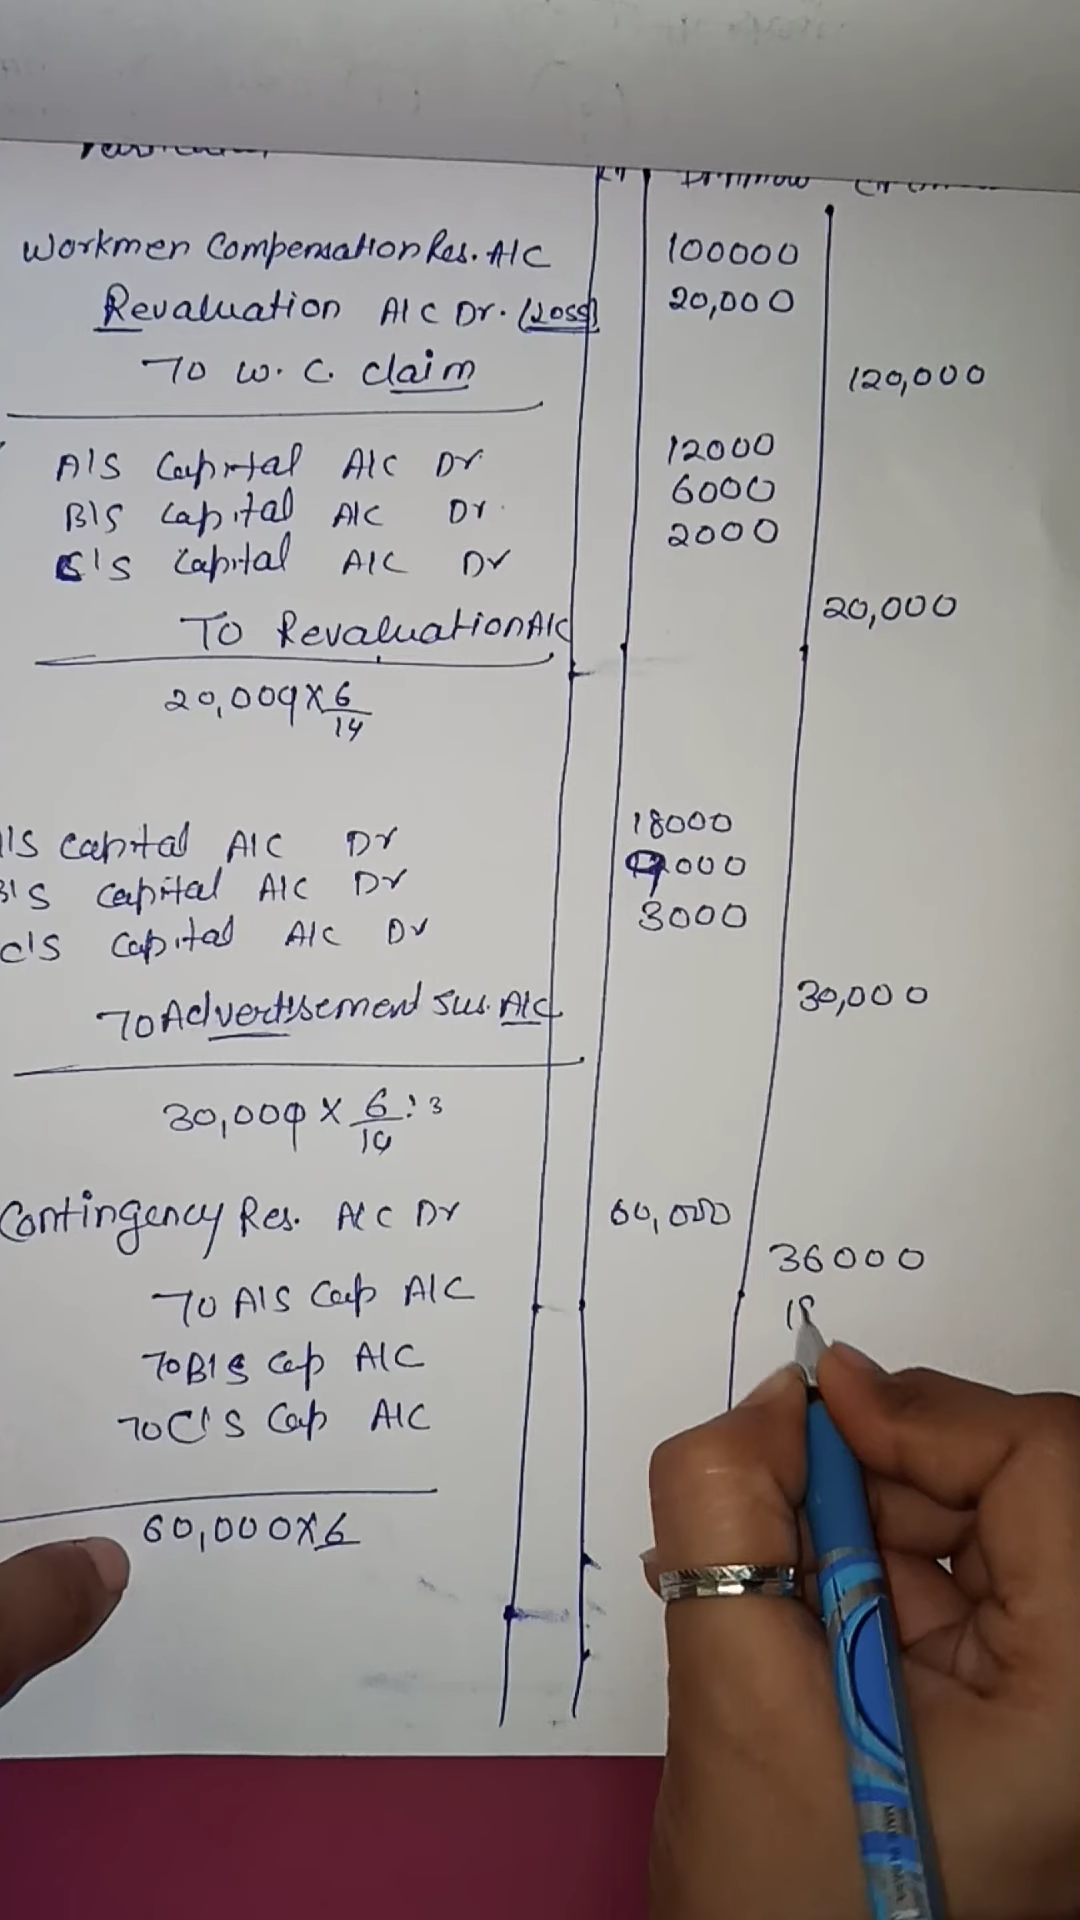 Workmen Compensation Res. A/C 100000
Revaluation A/C Dr. (Loss) 20,000
To W. C. claim 120,000
A's Capital A/C Dr 12000
B's Capital A/C Dr. 6000
C's Capital A/C Dr 2000
To Revaluation A/C 20,000
20,000 X 6/14
A/C Dr 18000
B's Capital A/C Dr 9000
C's Capital A/C Dr 3000
To Advertisement Sus. A/C 30,000
30,000 X 6/10 : 3
Contingency Res. A/C Dr 60,000
To A's Cap A/C 36000
To B's Cap A/C 18
To C's Cap A/C
60,000 X 6